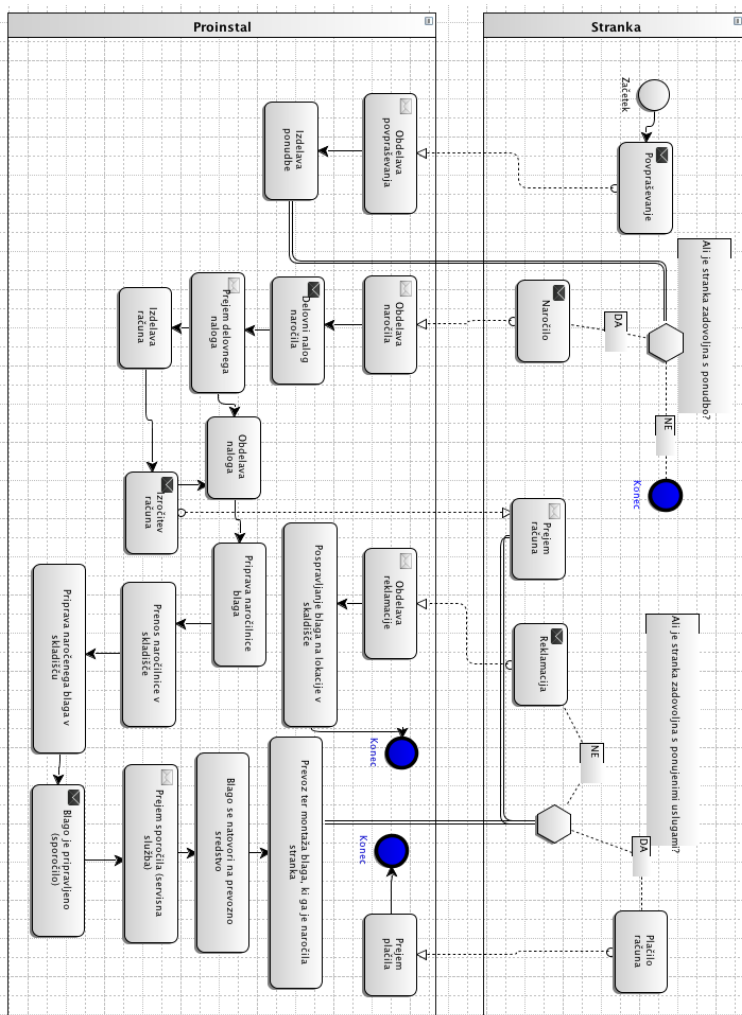 Proinstal
Stranka
Začetek
Povpraševanje
Obdelava
povpraševanja
Izdelava
ponudbe
Ali je stranka zadovoljna s ponudbo?
DA
NE
Konec
Naročilo
Obdelava
naročila
Delovni nalog
naročila
Prejem delovnega
naloga
Izdelava
računa
Obdelava
naloga
Izročitev
računa
Prejem
računa
Priprava naročilnice
blaga
Prenos naročilnice v
skladišče
Priprava naročenega blaga v
skladišču
Blago je pripravljeno
(sporočilo)
Prejem sporočila (servisna
služba)
Blago se natovori na prevozno
sredstvo
Prevoz ter montaža blaga, ki ga je naročila
stranka
Ali je stranka zadovoljna s ponujenimi uslugami?
NE
DA
Reklamacija
Obdelava
reklamacije
Pospravljanje blaga na lokacije v
skaldišče
Konec
Plačilo
računa
Prejem
plačila
Konec